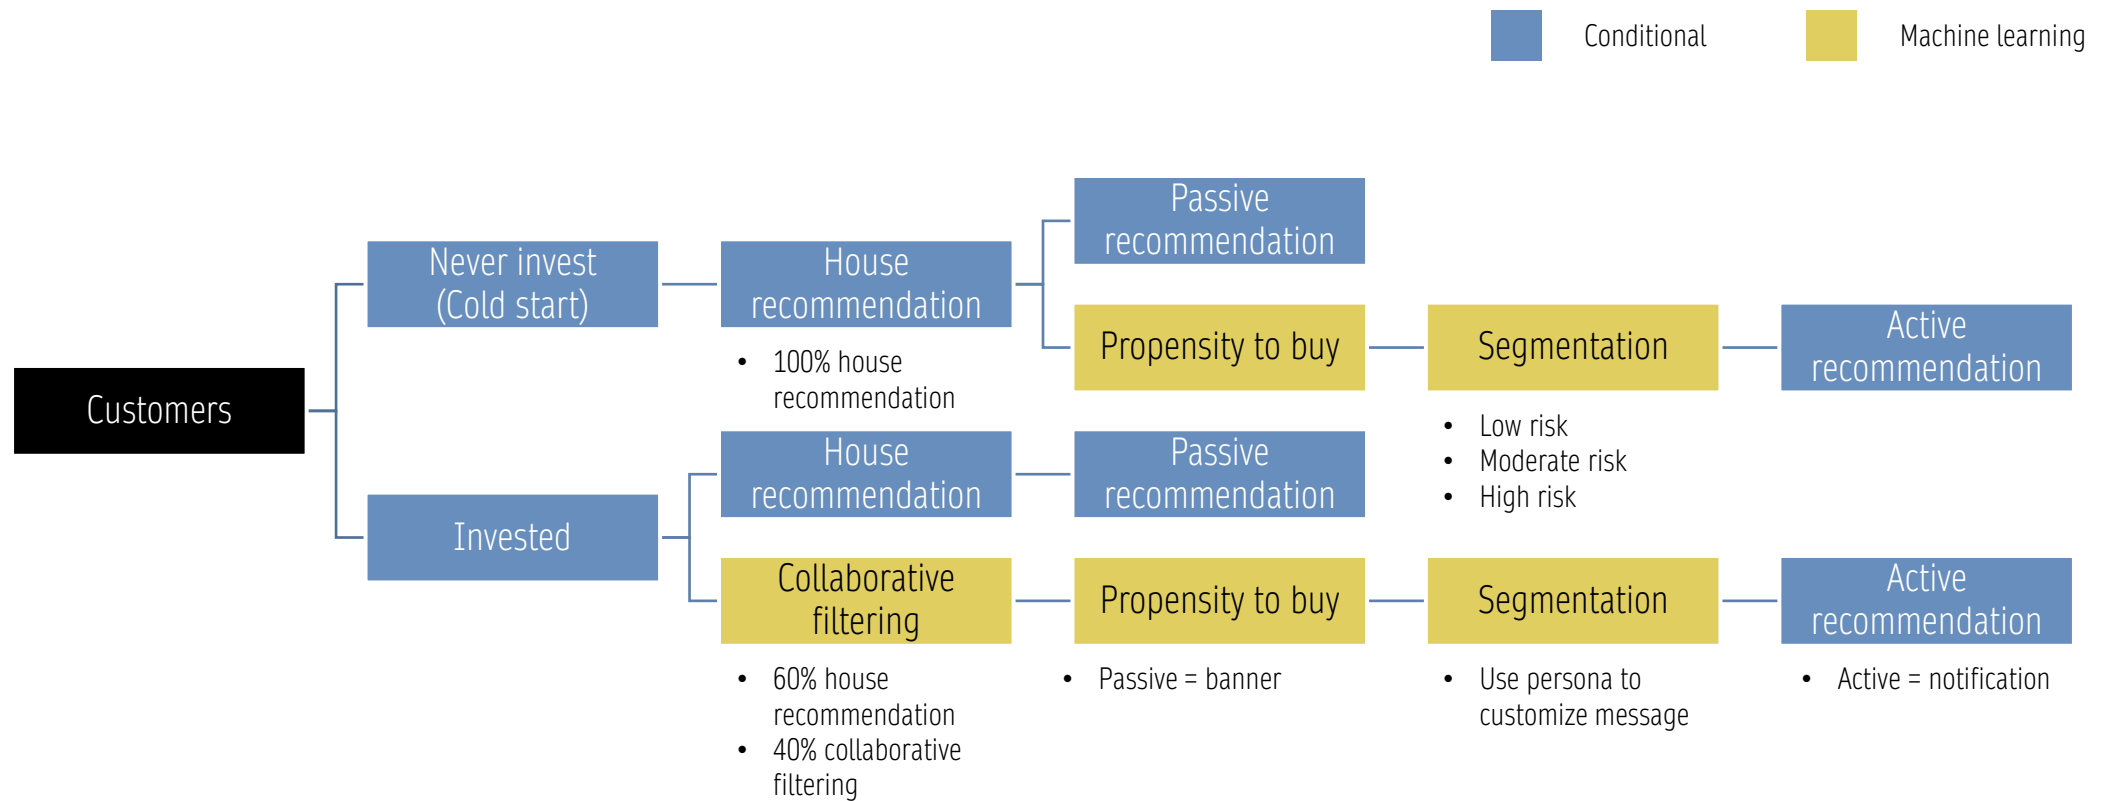 Conditional
Machine learning
Customers
Never invest
(Cold start)
House
recommendation
• 100% house
recommendation
Passive
recommendation
Propensity to buy
Segmentation
• Low risk
• Moderate risk
• High risk
Active
recommendation
Invested
House
recommendation
Passive
recommendation
Collaborative
filtering
• 60% house
recommendation
• 40% collaborative
filtering
Propensity to buy
• Passive = banner
Segmentation
• Use persona to
customize message
Active
recommendation
• Active = notification